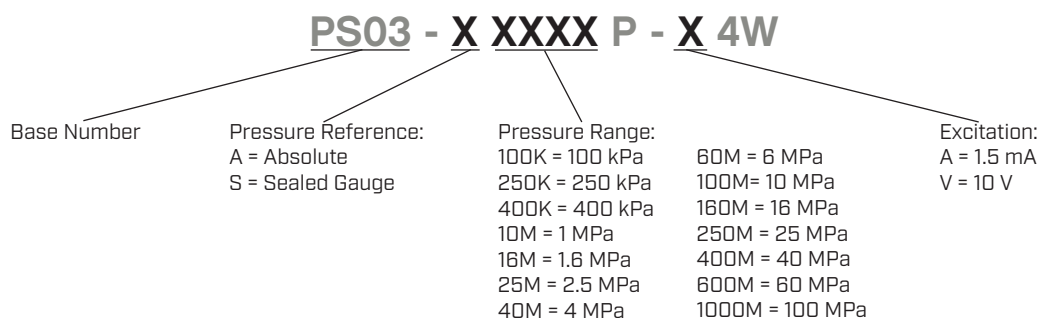 PS03 - X XXXX P - X 4W
Base Number
Pressure Reference:
A = Absolute
S = Sealed Gauge
Pressure Range:
100K = 100 kPa
250K = 250 kPa
400K = 400 kPa
10M = 1 MPa
16M = 1.6 MPa
25M = 2.5 MPa
40M = 4 MPa
60M = 6 MPa
100M= 10 MPa
160M = 16 MPa
250M = 25 MPa
400M = 40 MPa
600M = 60 MPa
1000M = 100 MPa
Excitation:
A = 1.5 mA
V = 10 V